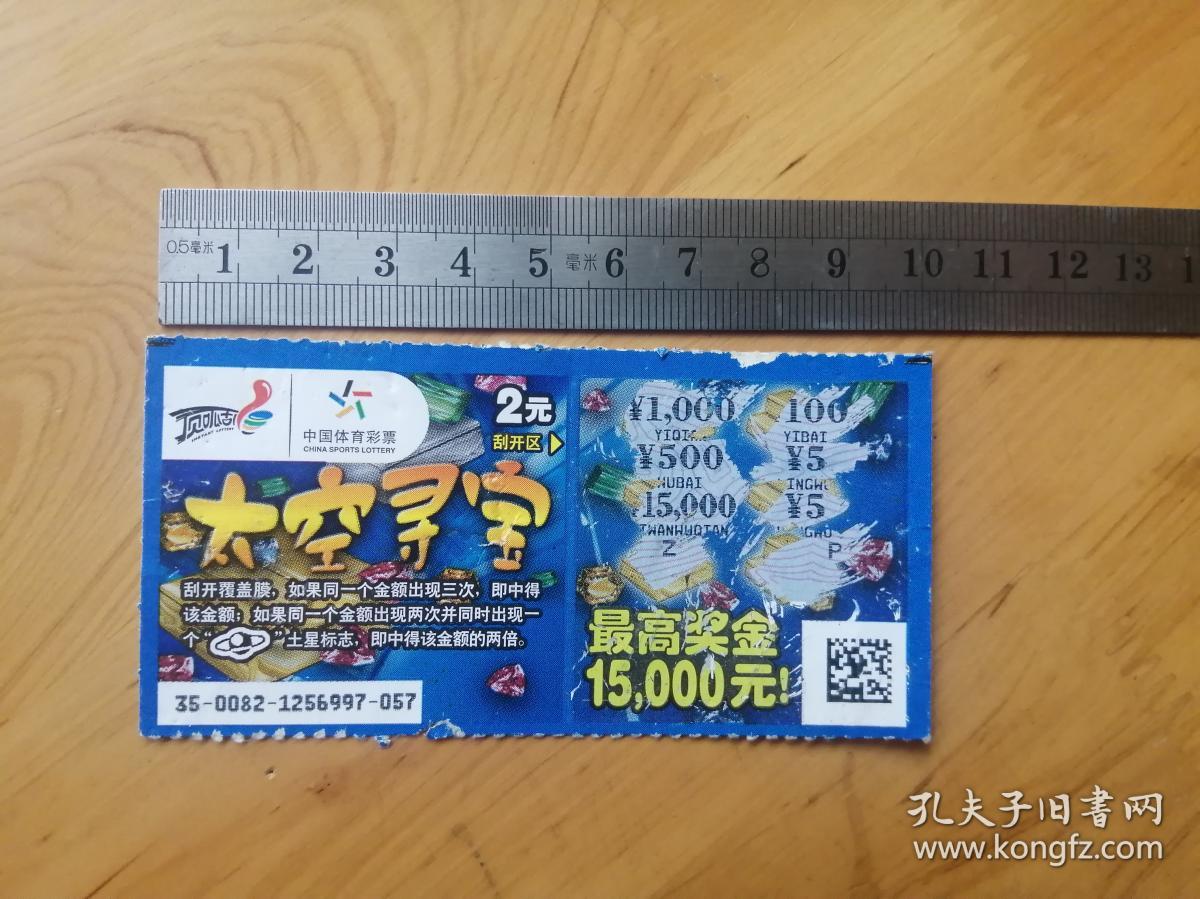 0.5毫米 1 2 3 4 5 毫米 6 7 8 9 10 11 12 13 1
顶呱刮
INSTANT LOTTERY
中国体育彩票
CHINA SPORTS LOTTERY
2元
刮开区
太空寻宝
刮开覆盖膜，如果同一个金额出现三次，即中得
该金额；如果同一个金额出现两次并同时出现一
个“ ”土星标志，即中得该金额的两倍。
35-0082-1256997-057
¥1,000 100
YIBAI
¥500 ¥5
WUBAI INGWU
15,000 ¥5
Z P
最高奖金
15,000元!
孔夫子旧书网
www.kongfz.com